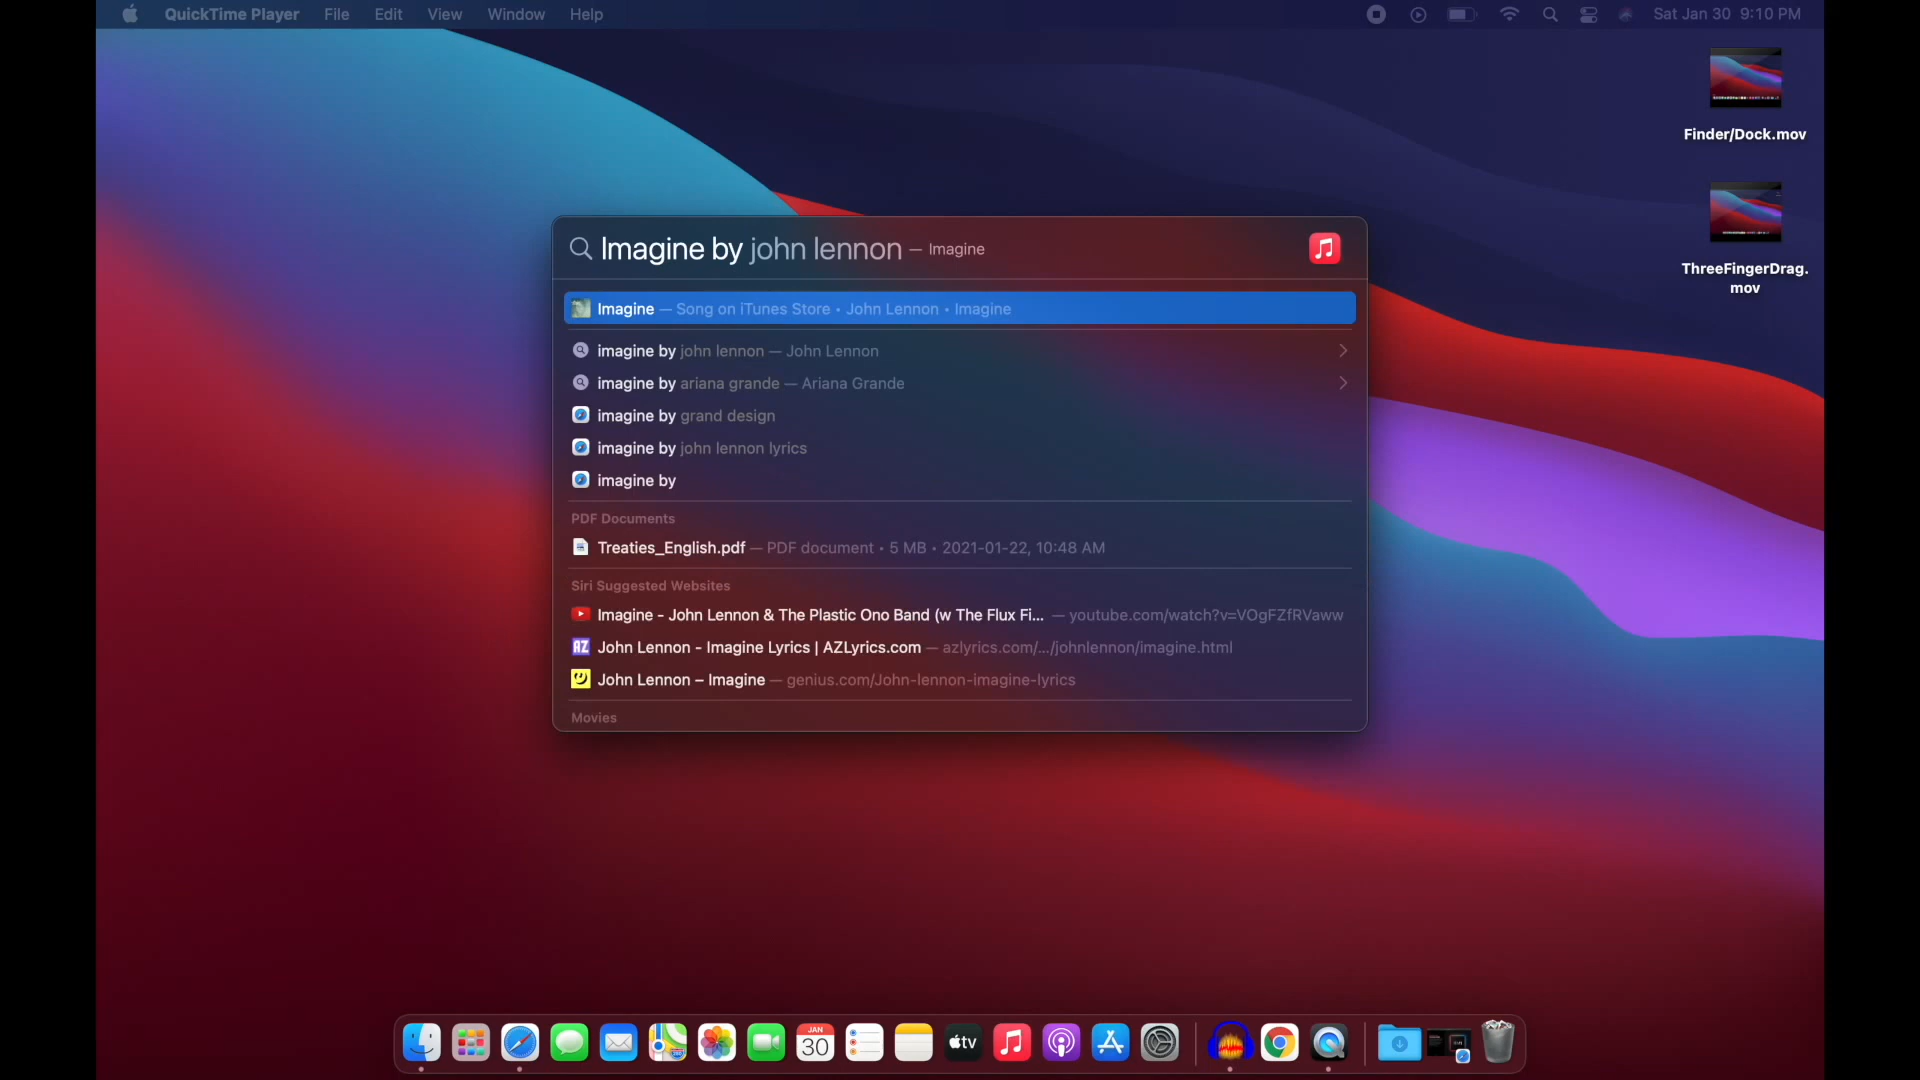 QuickTime Player File Edit View Window Help Sat Jan 30 9:10 PM
Finder/Dock.mov
ThreeFingerDrag.
mov
Imagine by john lennon — Imagine
Imagine — Song on iTunes Store • John Lennon • Imagine
imagine by john lennon — John Lennon
imagine by ariana grande — Ariana Grande
imagine by grand design
imagine by john lennon lyrics
imagine by
PDF Documents
Treaties_English.pdf — PDF document • 5 MB • 2021-01-22, 10:48 AM
Siri Suggested Websites
Imagine - John Lennon & The Plastic Ono Band (w The Flux Fi... — youtube.com/watch?v=VOgFZfRVaww
AZ John Lennon - Imagine Lyrics | AZLyrics.com — azlyrics.com/.../johnlennon/imagine.html
John Lennon – Imagine — genius.com/John-lennon-imagine-lyrics
Movies
JAN
30
tv